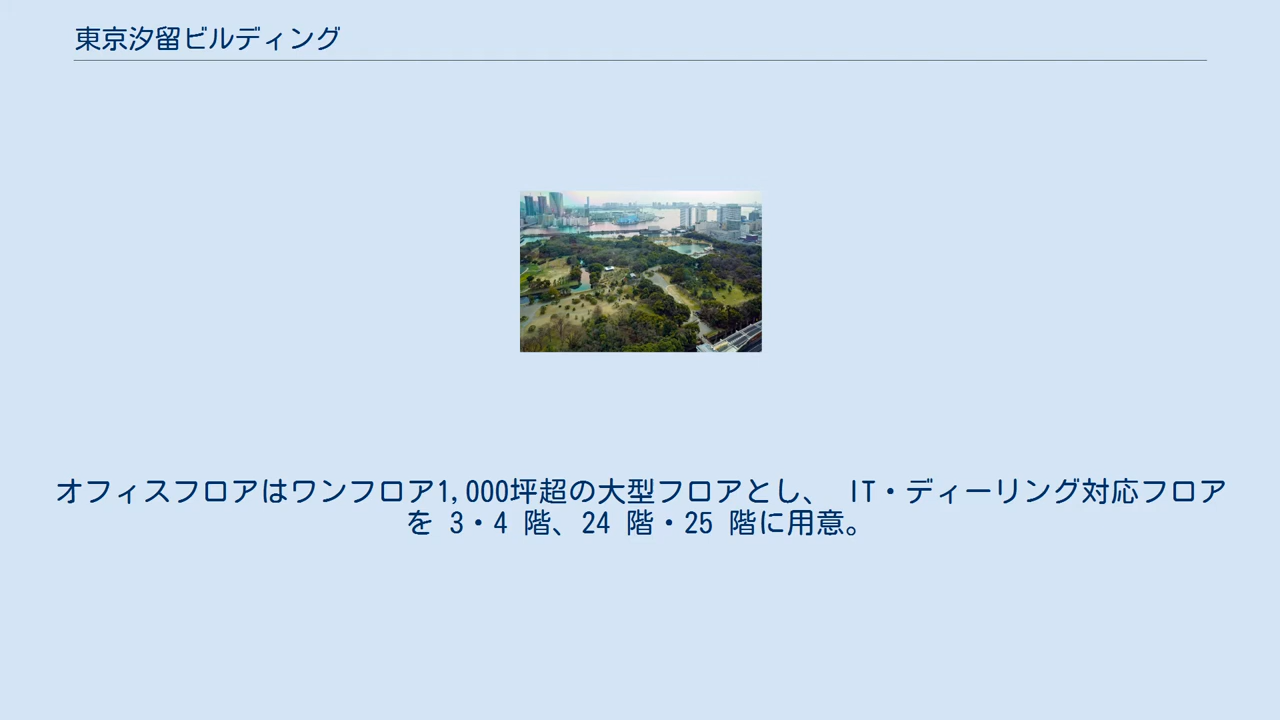 東京汐留ビルディング
オフィスフロアはワンフロア1,000坪超の大型フロアとし、 IT・ディーリング対応フロア
を 3・4 階、24 階・25 階に用意。